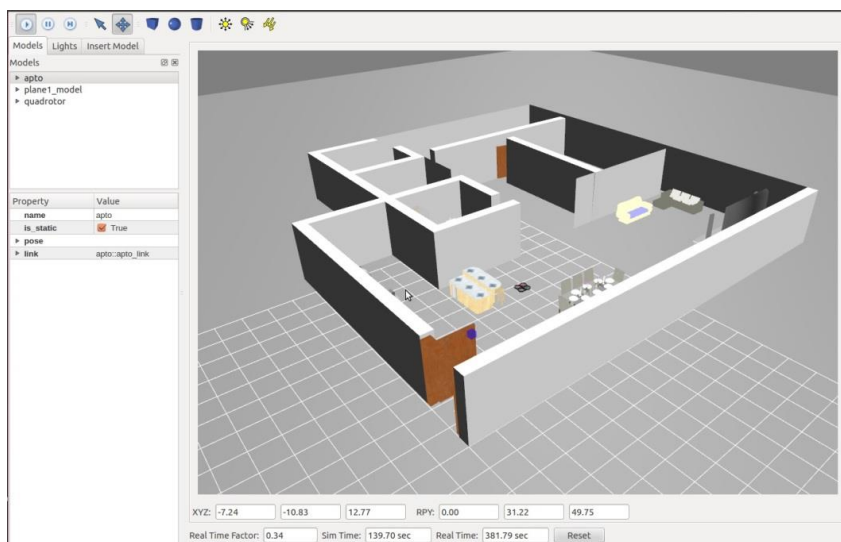 Models Lights Insert Model
Models
apto
plane1_model
quadrotor
Property Value
name apto
is_static True
pose
link apto::apto_link
XYZ: -7.24 -10.83 12.77 RPY: 0.00 31.22 49.75
Real Time Factor: 0.34 Sim Time: 139.70 sec Real Time: 381.79 sec Reset